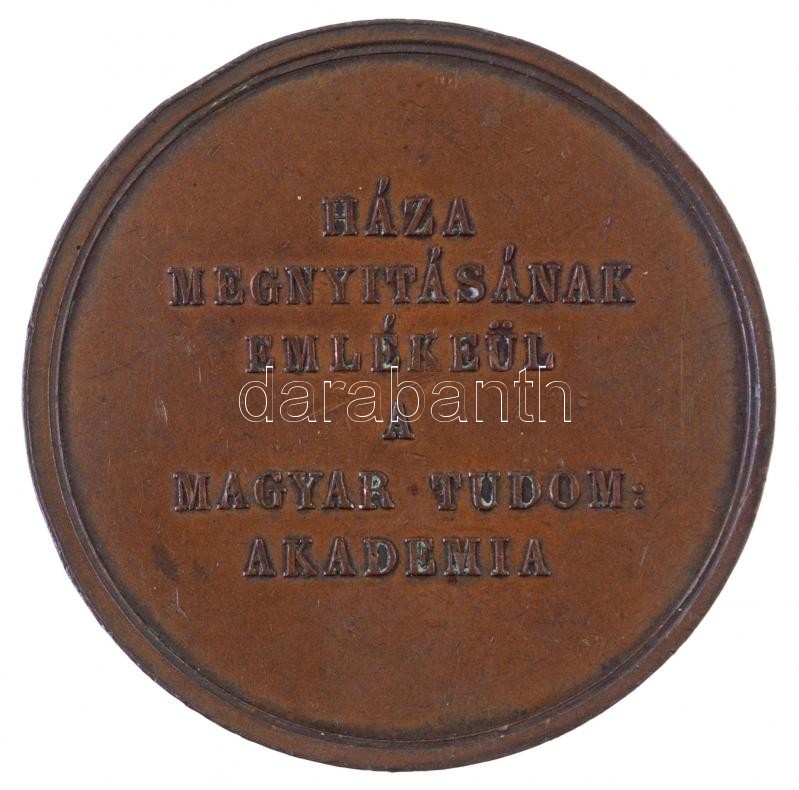 HÁZA
MEGNYITÁSÁNAK
EMLÉKEÜL
darabanth
A
MAGYAR TUDOM:
AKADEMIA